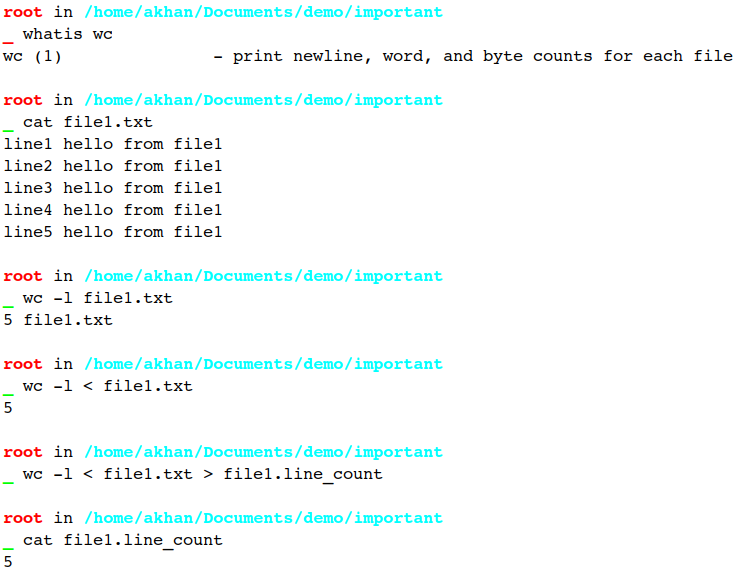 root in /home/akhan/Documents/demo/important
_ whatis wc
wc (1)               - print newline, word, and byte counts for each file

root in /home/akhan/Documents/demo/important
_ cat file1.txt
line1 hello from file1
line2 hello from file1
line3 hello from file1
line4 hello from file1
line5 hello from file1

root in /home/akhan/Documents/demo/important
_ wc -l file1.txt
5 file1.txt

root in /home/akhan/Documents/demo/important
_ wc -l < file1.txt
5

root in /home/akhan/Documents/demo/important
_ wc -l < file1.txt > file1.line_count

root in /home/akhan/Documents/demo/important
_ cat file1.line_count
5